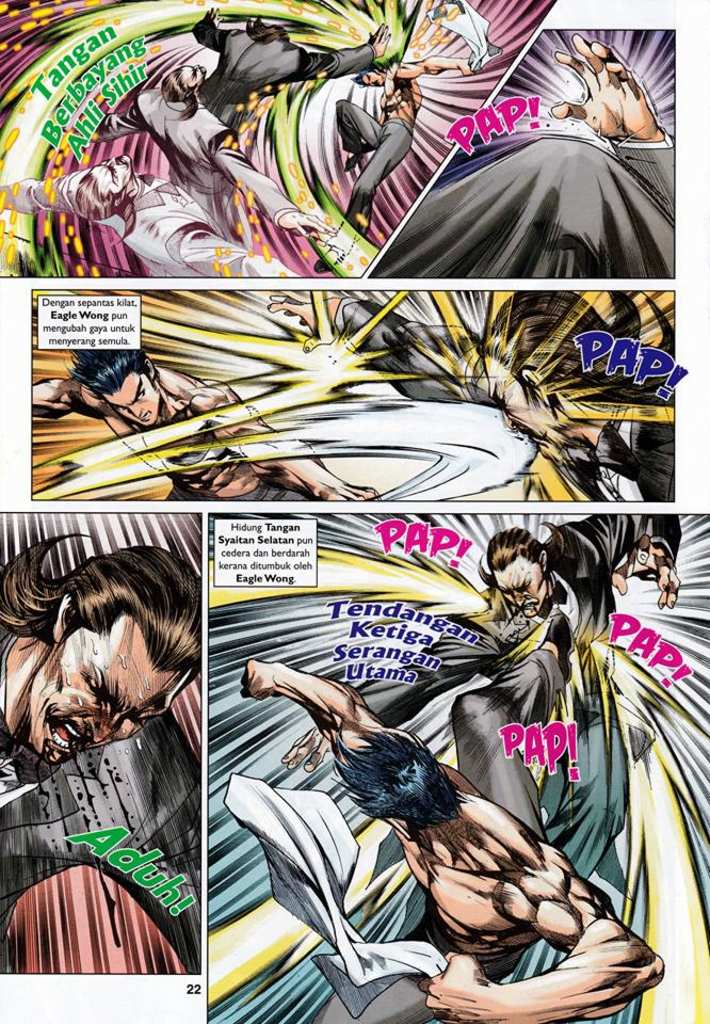 Tangan
Berbayang
Ahli Sihir
PAP!
Dengan sepantas kilat,
Eagle Wong pun
mengubah gaya untuk
menyerang semula.
PAP!
Aduh!
Hidung Tangan
Syaitan Selatan pun
cedera dan berdarah
kerana ditumbuk oleh
Eagle Wong.
PAP!
Tendangan
Ketiga
Serangan
Utama
PAP!
PAP!
22